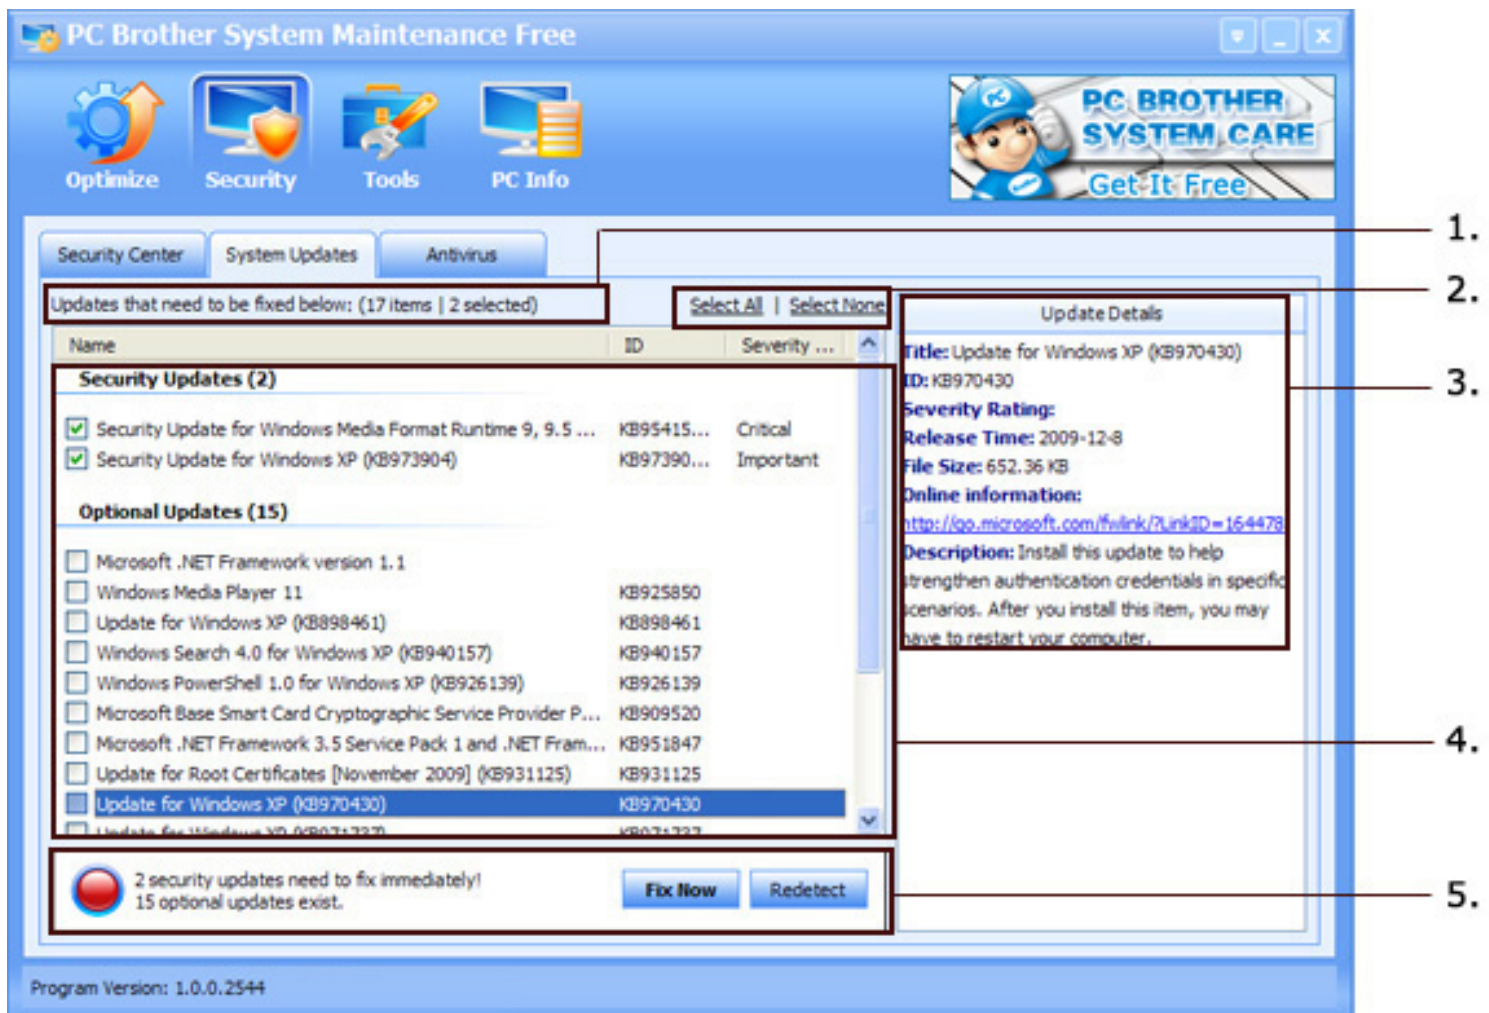 PC Brother System Maintenance Free
PC BROTHER
SYSTEM CARE
Get It Free
Optimize
Security
Tools
PC Info
1.
Security Center
System Updates
Antivirus
2.
Updates that need to be fixed below: (17 items | 2 selected)
Select All | Select None
Update Details
Name ID Severity ...
Title: Update for Windows XP (KB970430)
ID: KB970430
3.
Severity Rating:
Release Time: 2009-12-8
File Size: 652.36 KB
Online information:
http://go.microsoft.com/fwlink/?LinkID=164478
Description: Install this update to help
strengthen authentication credentials in specific
scenarios. After you install this item, you may
have to restart your computer.
Security Updates (2)
Security Update for Windows Media Format Runtime 9, 9.5 ... KB95415... Critical
Security Update for Windows XP (KB973904) KB97390... Important
Optional Updates (15)
Microsoft .NET Framework version 1.1
Windows Media Player 11 KB925850
Update for Windows XP (KB898461) KB898461
Windows Search 4.0 for Windows XP (KB940157) KB940157
Windows PowerShell 1.0 for Windows XP (KB926139) KB926139
Microsoft Base Smart Card Cryptographic Service Provider P... KB909520
Microsoft .NET Framework 3.5 Service Pack 1 and .NET Fram... KB951847
4.
Update for Root Certificates [November 2009] (KB931125) KB931125
Update for Windows XP (KB970430) KB970430
Update for Windows XP (KB971737) KB971737
2 security updates need to fix immediately!
15 optional updates exist.
Fix Now
Redetect
5.
Program Version: 1.0.0.2544